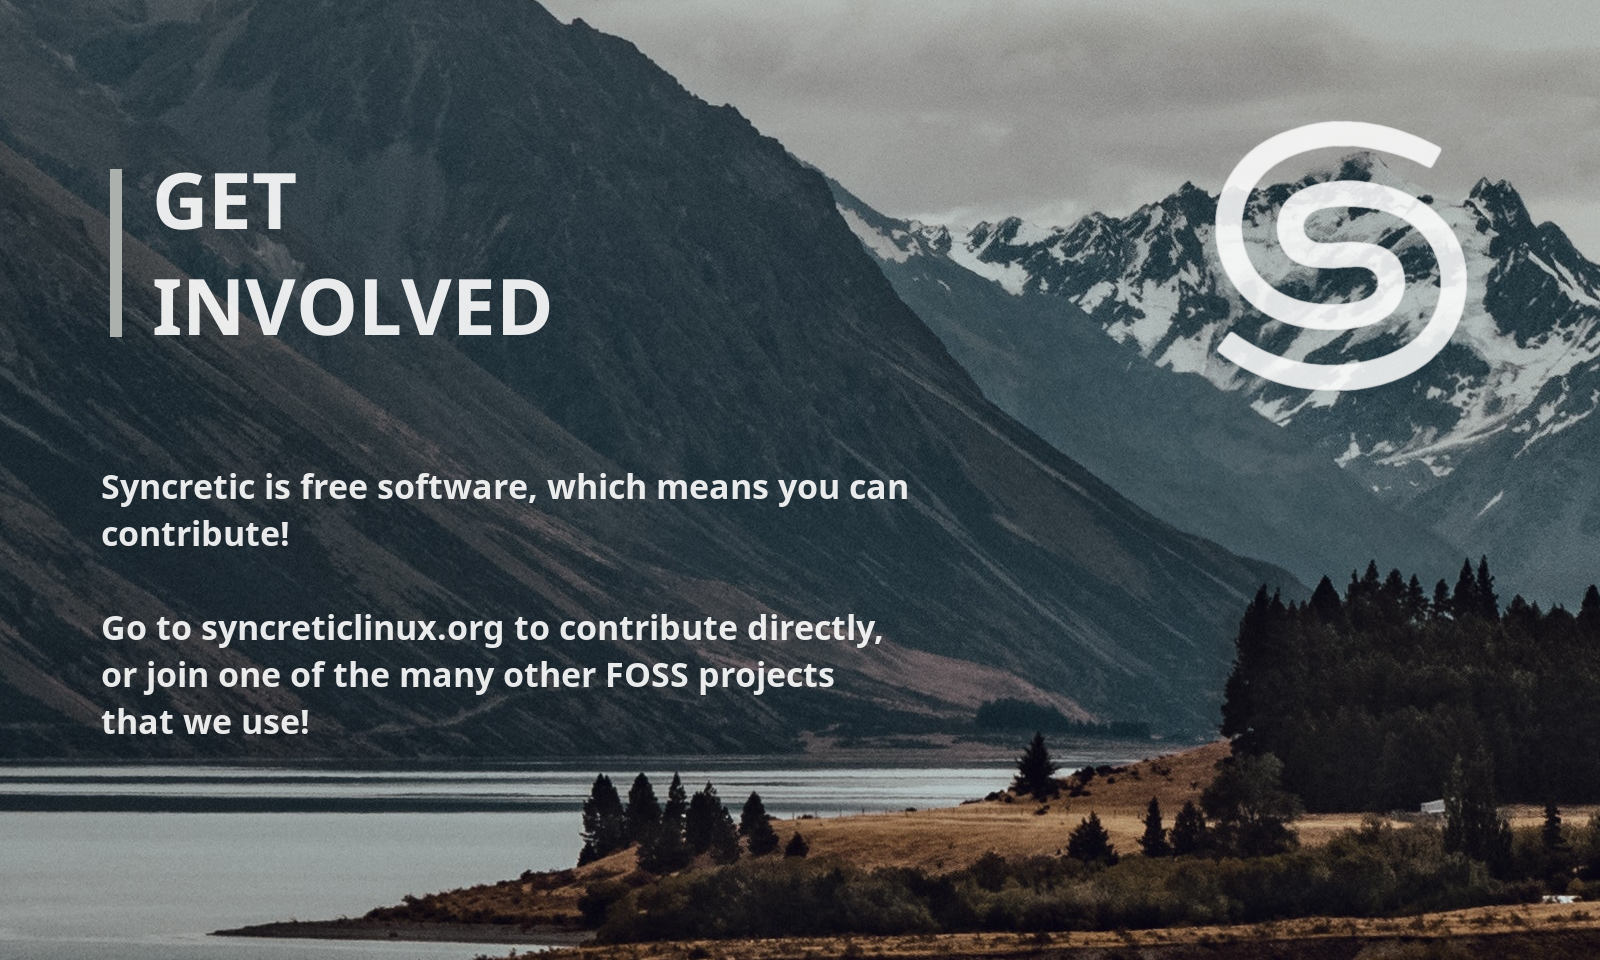 GET
INVOLVED
Syncretic is free software, which means you can
contribute!
Go to syncreticlinux.org to contribute directly,
or join one of the many other FOSS projects
that we use!